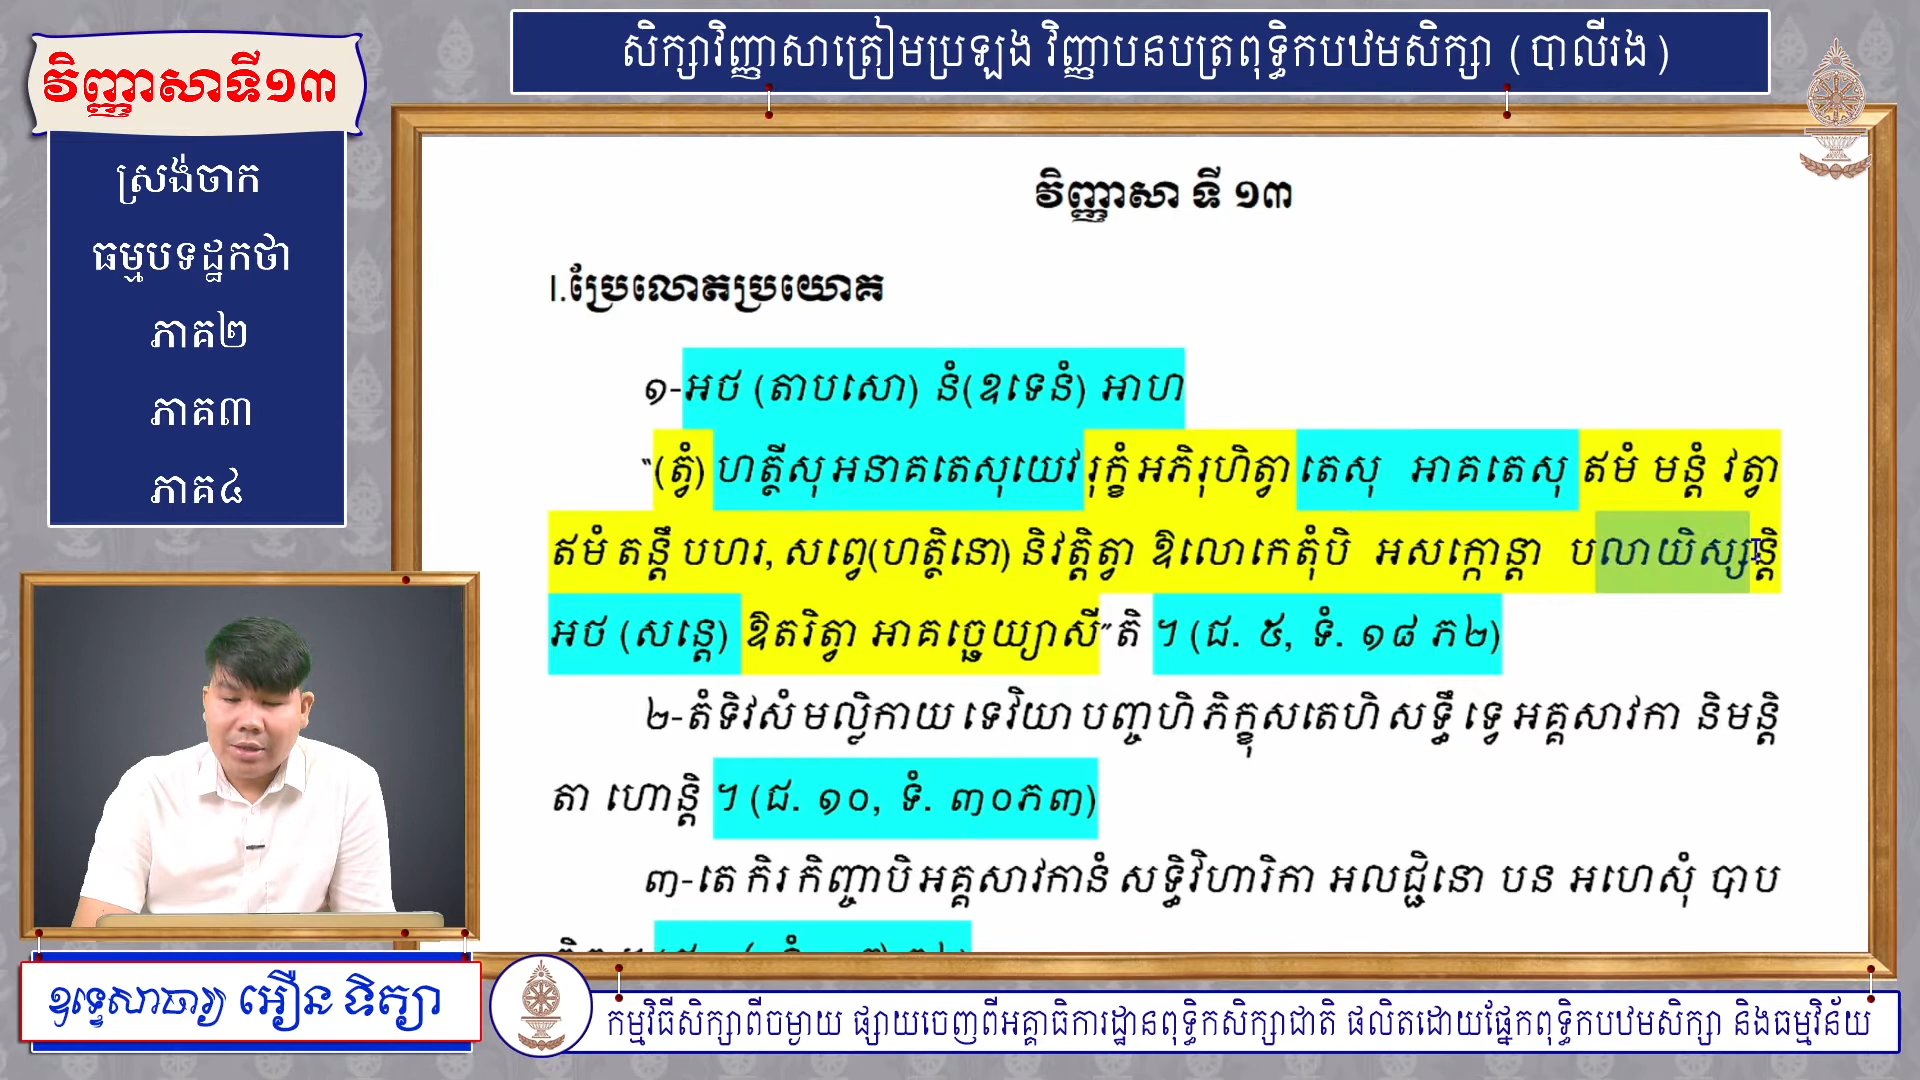 សិក្សាវិញ្ញាសាត្រៀមប្រឡង វិញ្ញាបនបត្រពុទ្ធិកបឋមសិក្សា (បាលីរង)
វិញ្ញាសាទី១៣
ស្រង់ចាក
ធម្មបទដ្ឋកថា
ភាគ២
ភាគ៣
ភាគ៤
វិញ្ញាសា ទី ១៣
I.ប្រែលោតប្រយោគ
១-អថ (តាបសោ) នំ(ឧទេនំ) អាហ
“(ត្វំ) ហត្ថីសុ អនាគតេសុយេវ រុក្ខំ អភិរុហិត្វា តេសុ អាគតេសុ ឥមំ មន្តំ វត្វា
ឥមំ តន្តឹ បហរ, សព្វេ(ហត្ថិនោ) និវត្តិត្វា ឱលោកេតុំបិ អសក្កោន្តា បលាយិស្សន្តិ
អថ (សន្តេ) ឱតរិត្វា អាគច្ឆេយ្យាសី”តិ ។ (ជ. ៥, ទំ. ១៨ ភ២)
២-តំទិវសំ មល្លិកាយ ទេវិយា បញ្ចហិ ភិក្ខុសតេហិ សទ្ធឹ ទ្វេ អគ្គសាវកា និមន្តិ
តា ហោន្តិ ។ (ជ. ១០, ទំ. ៣០ភ៣)
៣-តេ កិរ កិញ្ចាបិ អគ្គសាវកានំ សទ្ធិវិហារិកា អលជ្ជិនោ បន អហេសុំ បាប
ឧទ្ទេសាចារ្យ អឿន ទិត្យា
កម្មវិធីសិក្សាពីចម្ងាយ ផ្សាយចេញពីអគ្គាធិការដ្ឋានពុទ្ធិកសិក្សាជាតិ ផលិតដោយផ្នែកពុទ្ធិកបឋមសិក្សា និងធម្មវិន័យ